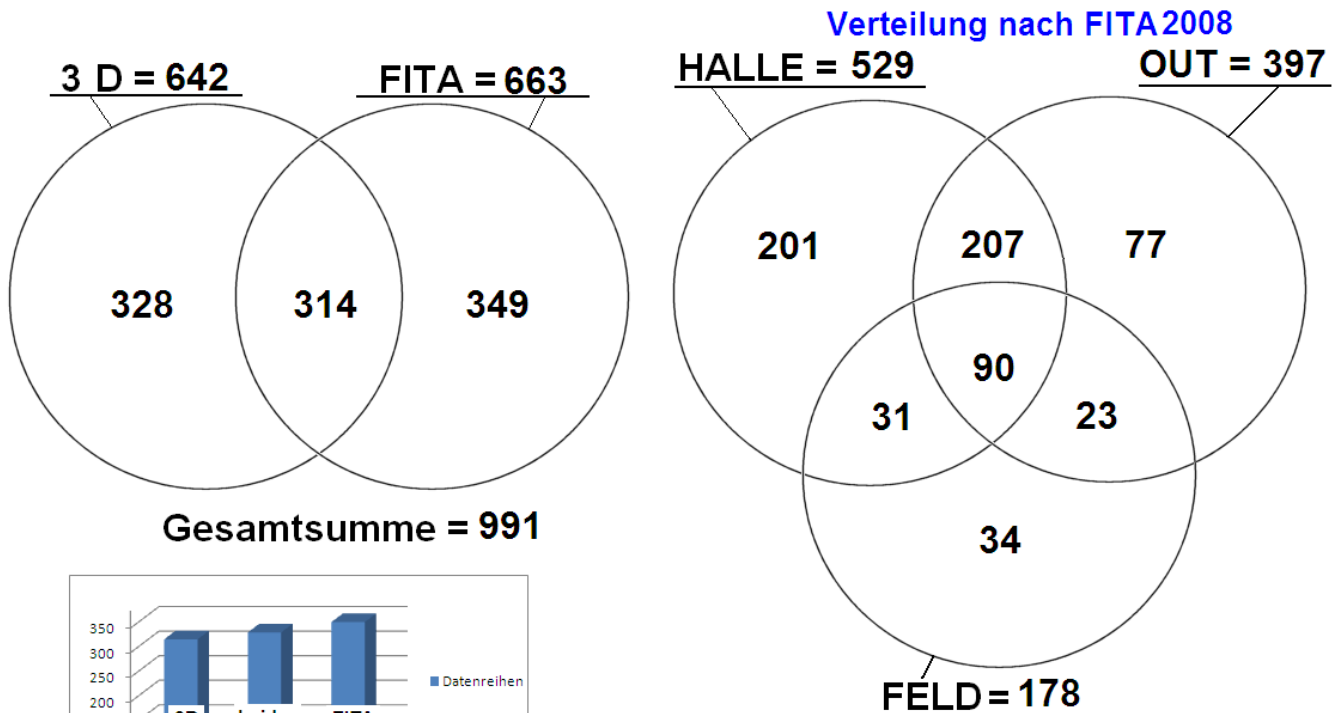 Verteilung nach FITA 2008
3 D = 642
FITA = 663
HALLE = 529
OUT = 397
328
314
349
201
207
77
90
31
23
34
Gesamtsumme = 991
FELD = 178
350
300
250
200
Datenreihen
FITA